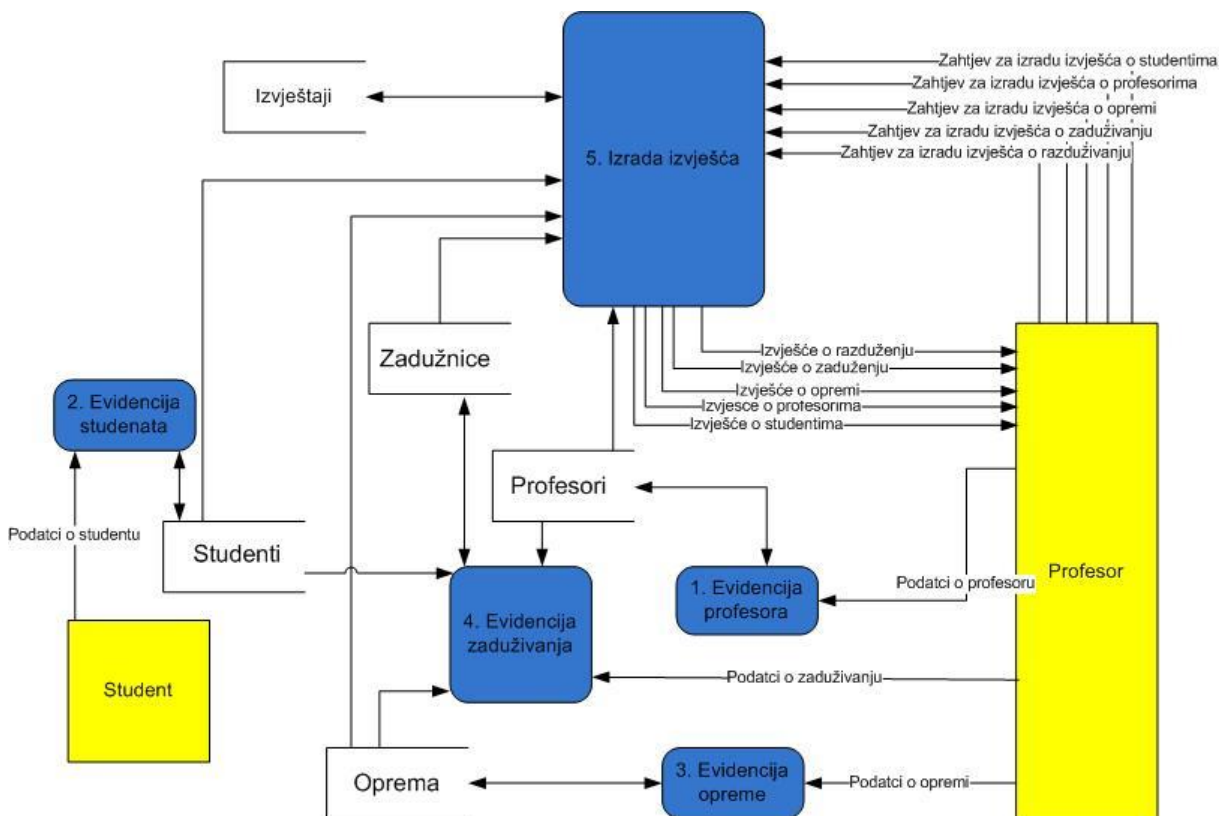 Zahtjev za izradu izvješća o studentima
Zahtjev za izradu izvješća o profesorima
Izvještaji
Zahtjev za izradu izvješća o opremi
Zahtjev za izradu izvješća o zaduživanju
Zahtjev za izradu izvješća o razduživanju
5. Izrada izvješća
Zadužnice
Izvješće o razduženju
Izvješće o zaduženju
Izvješće o opremi
Izvjesce o profesorima
Izvješće o studentima
2. Evidencija
studenata
Profesori
Podatci o studentu
Studenti
Profesor
1. Evidencija
profesora
Podatci o profesoru
4. Evidencija
zaduživanja
Podatci o zaduživanju
Student
Oprema
3. Evidencija
opreme
Podatci o opremi